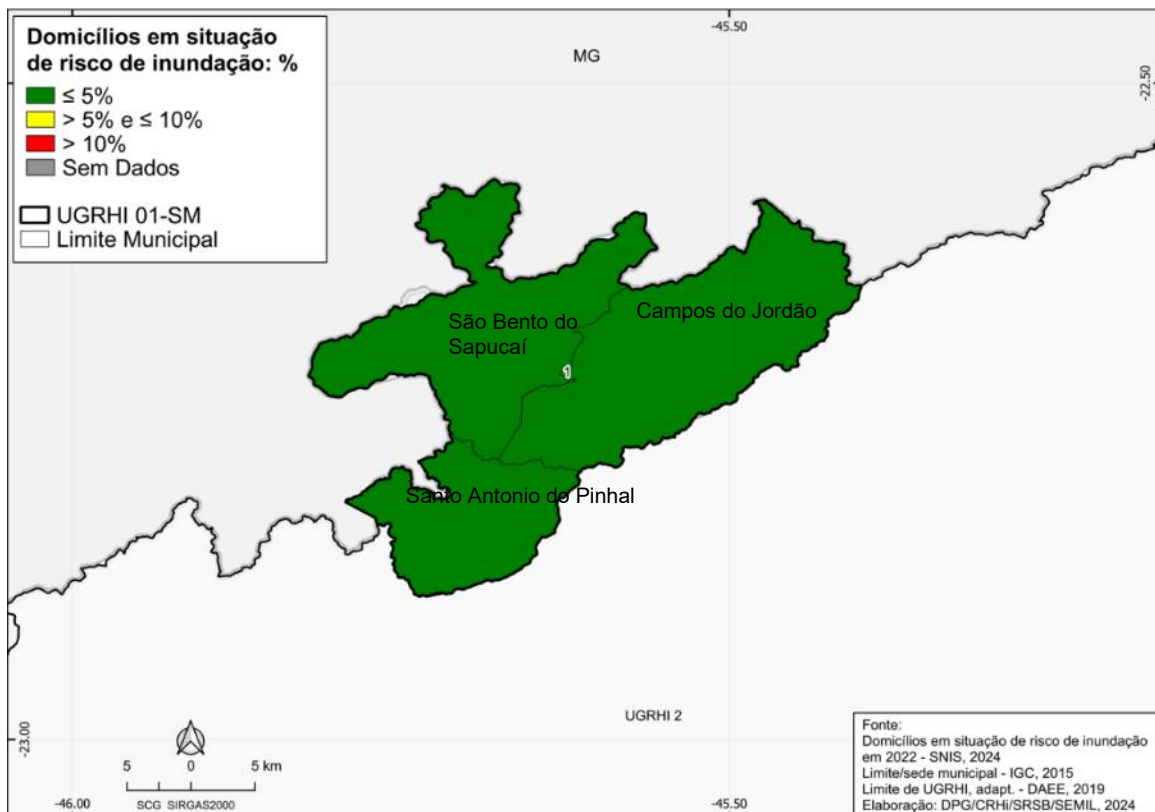 Domicílios em situação
de risco de inundação: %
≤ 5%
> 5% e ≤ 10%
> 10%
Sem Dados
UGRHI 01-SM
Limite Municipal
-45.50
MG
-22.50
São Bento do
Sapucaí
Campos do Jordão
1
Santo Antonio do Pinhal
UGRHI 2
-23.00
5 0 5 km
SCG SIRGAS2000
-46.00
-45.50
Fonte:
Domicílios em situação de risco de inundação
em 2022 - SNIS, 2024
Limite/sede municipal - IGC, 2015
Limite de UGRHI, adapt. - DAEE, 2019
Elaboração: DPG/CRHi/SRSB/SEMIL, 2024